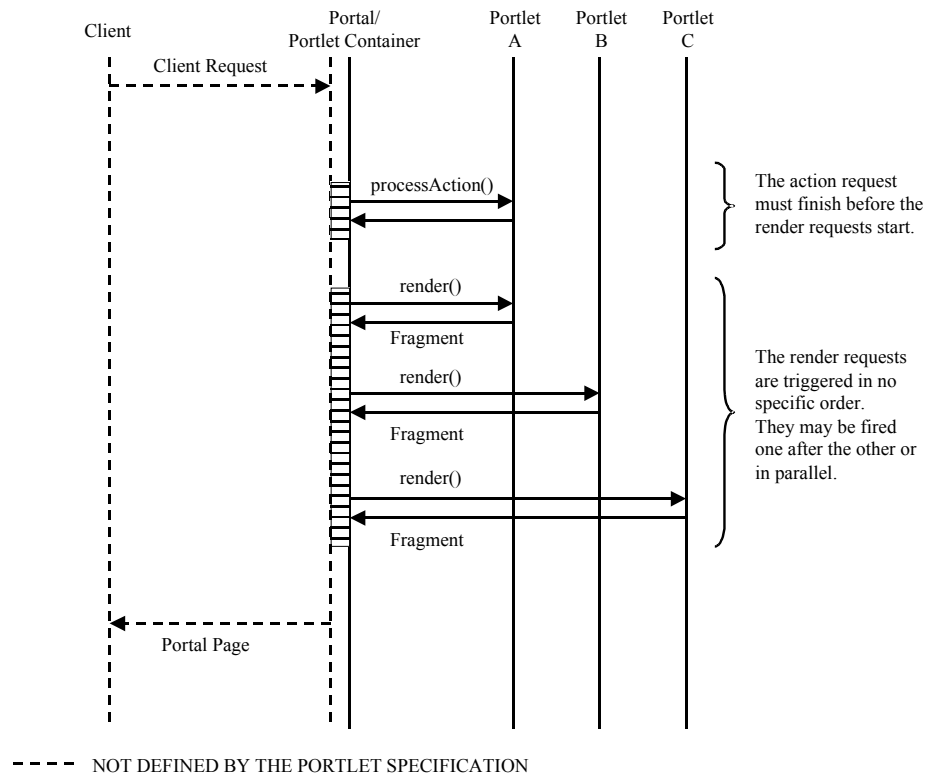 Client
Portal/
Portlet Container
Portlet
A
Portlet
B
Portlet
C
Client Request
processAction()
The action request
must finish before the
render requests start.
render()
Fragment
render()
Fragment
render()
Fragment
The render requests
are triggered in no
specific order.
They may be fired
one after the other or
in parallel.
Portal Page
NOT DEFINED BY THE PORTLET SPECIFICATION